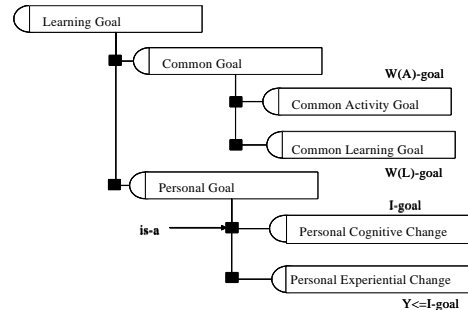 Learning Goal
Common Goal
W(A)-goal
Common Activity Goal
Common Learning Goal
W(L)-goal
Personal Goal
I-goal
is-a
Personal Cognitive Change
Personal Experiential Change
Y<=I-goal